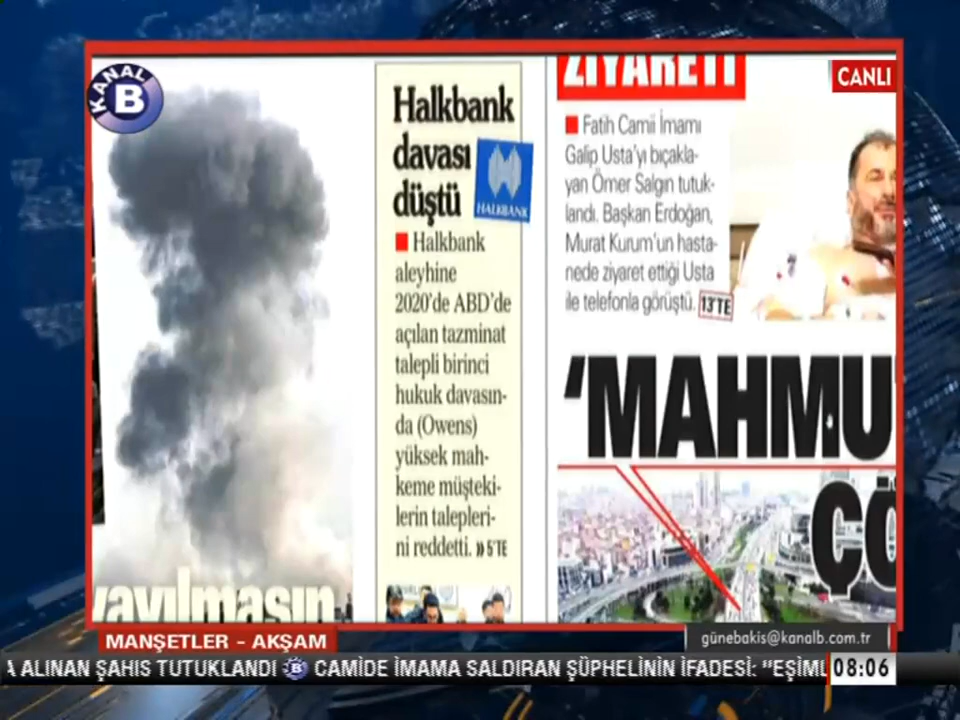 KANAL B
CANLI
Halkbank
davası
düştü
HALKBANK
■ Halkbank
aleyhine
2020'de ABD'de
açılan tazminat
talepli birinci
hukuk davasın-
da (Owens)
yüksek mah-
keme müşteki-
lerin talepleri-
ni reddetti. » 5'TE
ZİYARETİ
■ Fatih Camii İmamı
Galip Usta'yı bıçakla-
yan Ömer Salgın tutuk-
landı. Başkan Erdoğan,
Murat Kurum'un hasta-
nede ziyaret ettiği Usta
ile telefonla görüştü. 13'TE
'MAHMU
ÇÖ
yayılmasın
MANŞETLER - AKŞAM
günebakis@kanalb.com.tr
A ALINAN ŞAHIS TUTUKLANDI B CAMİDE İMAMA SALDIRAN ŞÜPHELİNİN İFADESİ: "EŞİML
08:06